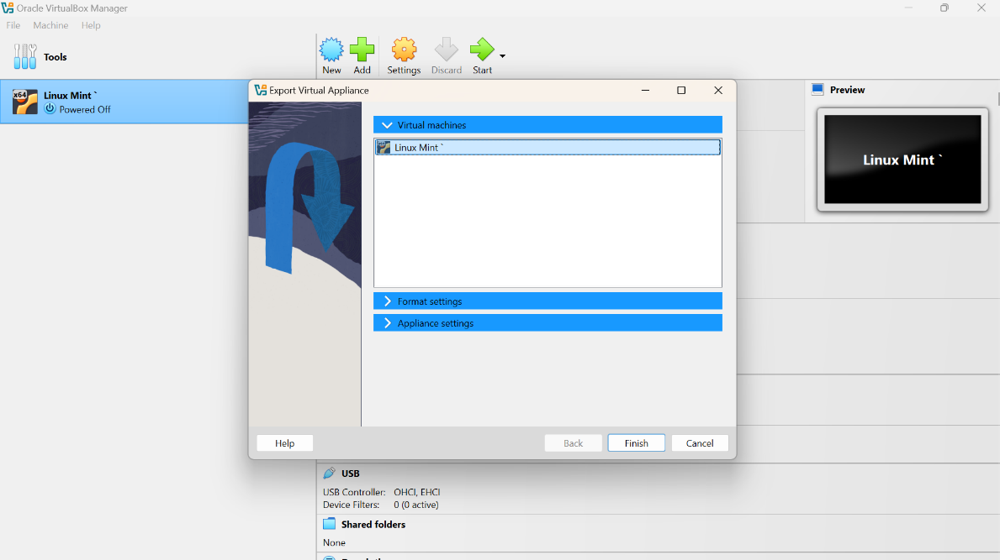 Oracle VirtualBox Manager
File Machine Help
Tools
New Add Settings Discard Start
x64
Linux Mint `
Powered Off
Export Virtual Appliance
Virtual machines
Linux Mint `
Format settings
Appliance settings
Help Back Finish Cancel
Preview
Linux Mint `
USB
USB Controller: OHCI, EHCI
Device Filters: 0 (0 active)
Shared folders
None